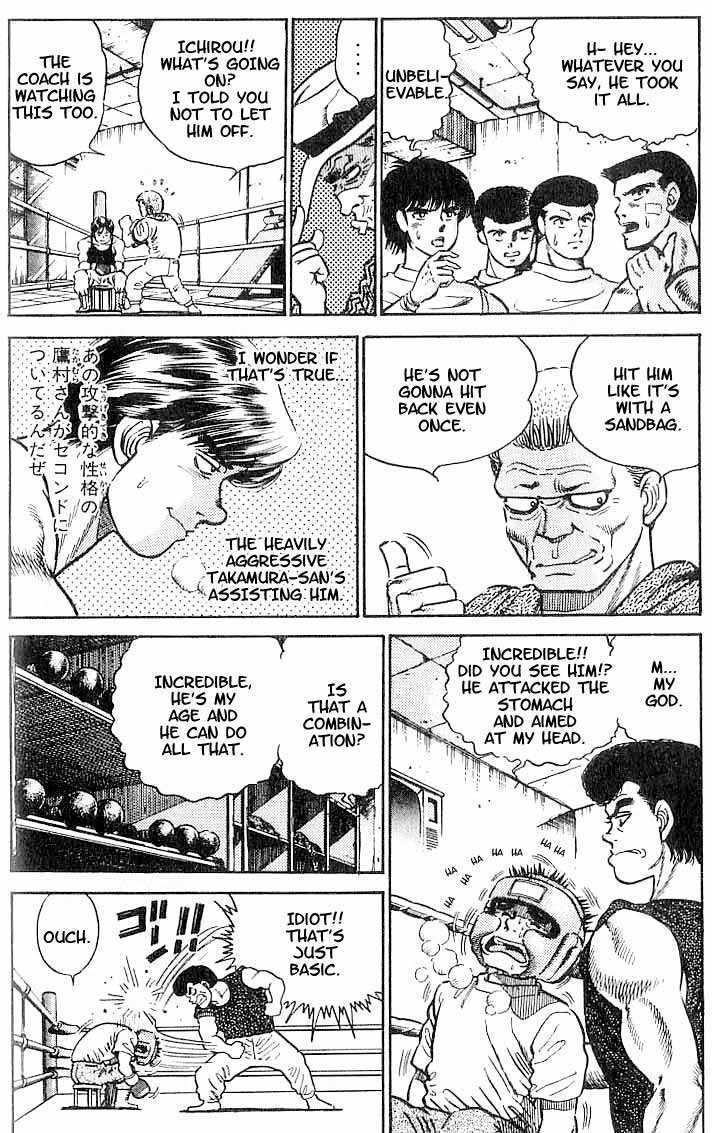 H- HEY...
WHATEVER YOU
SAY, HE TOOK
IT ALL.
UNBELI-
EVABLE.
...
ICHIROU!!
WHAT'S GOING
ON?
I TOLD YOU
NOT TO LET
HIM OFF.
THE
COACH IS
WATCHING
THIS TOO.
HIT HIM
LIKE IT'S
WITH A
SANDBAG.
HE'S NOT
GONNA HIT
BACK EVEN
ONCE.
I WONDER IF
THAT'S TRUE...
あの攻撃的な性格の
鷹村さんがセコンドに
ついてるんだぜ
THE HEAVILY
AGGRESSIVE
TAKAMURA-SAN'S
ASSISTING HIM.
M...
MY
GOD.
INCREDIBLE!!
DID YOU SEE HIM!?
HE ATTACKED THE
STOMACH
AND AIMED
AT MY HEAD.
HA HA HA HA HA HA HA HA
IS
THAT A
COMBIN-
ATION?
INCREDIBLE,
HE'S MY
AGE AND
HE CAN DO
ALL THAT.
IDIOT!!
THAT'S
JUST
BASIC.
ゴン
OUCH.